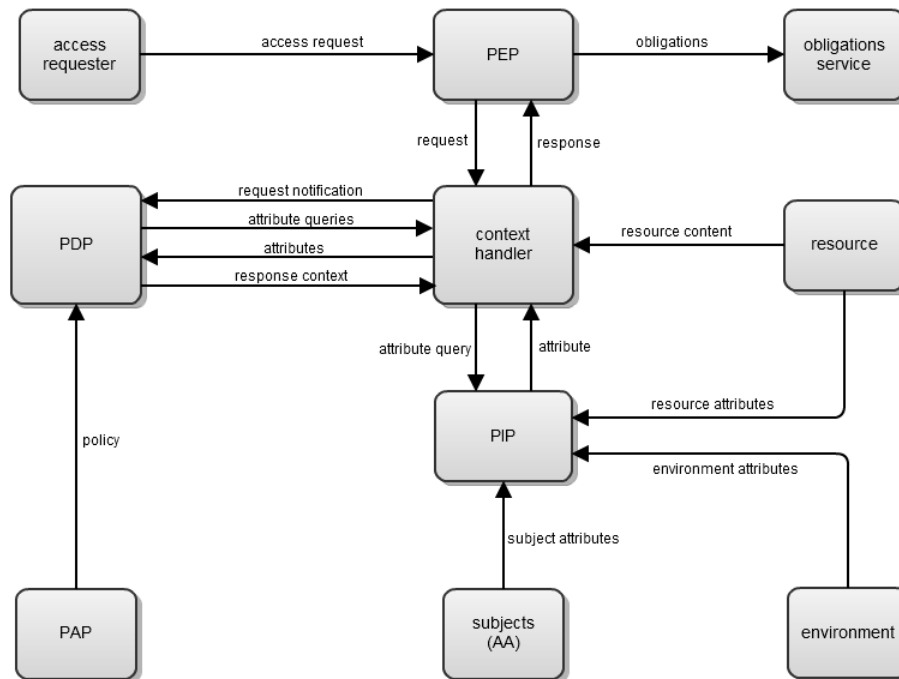 access
requester
access request
PEP
obligations
obligations
service
request
response
PDP
request notification
attribute queries
attributes
response context
context
handler
resource content
resource
attribute query
attribute
policy
PIP
resource attributes
environment attributes
subject attributes
PAP
subjects
(AA)
environment